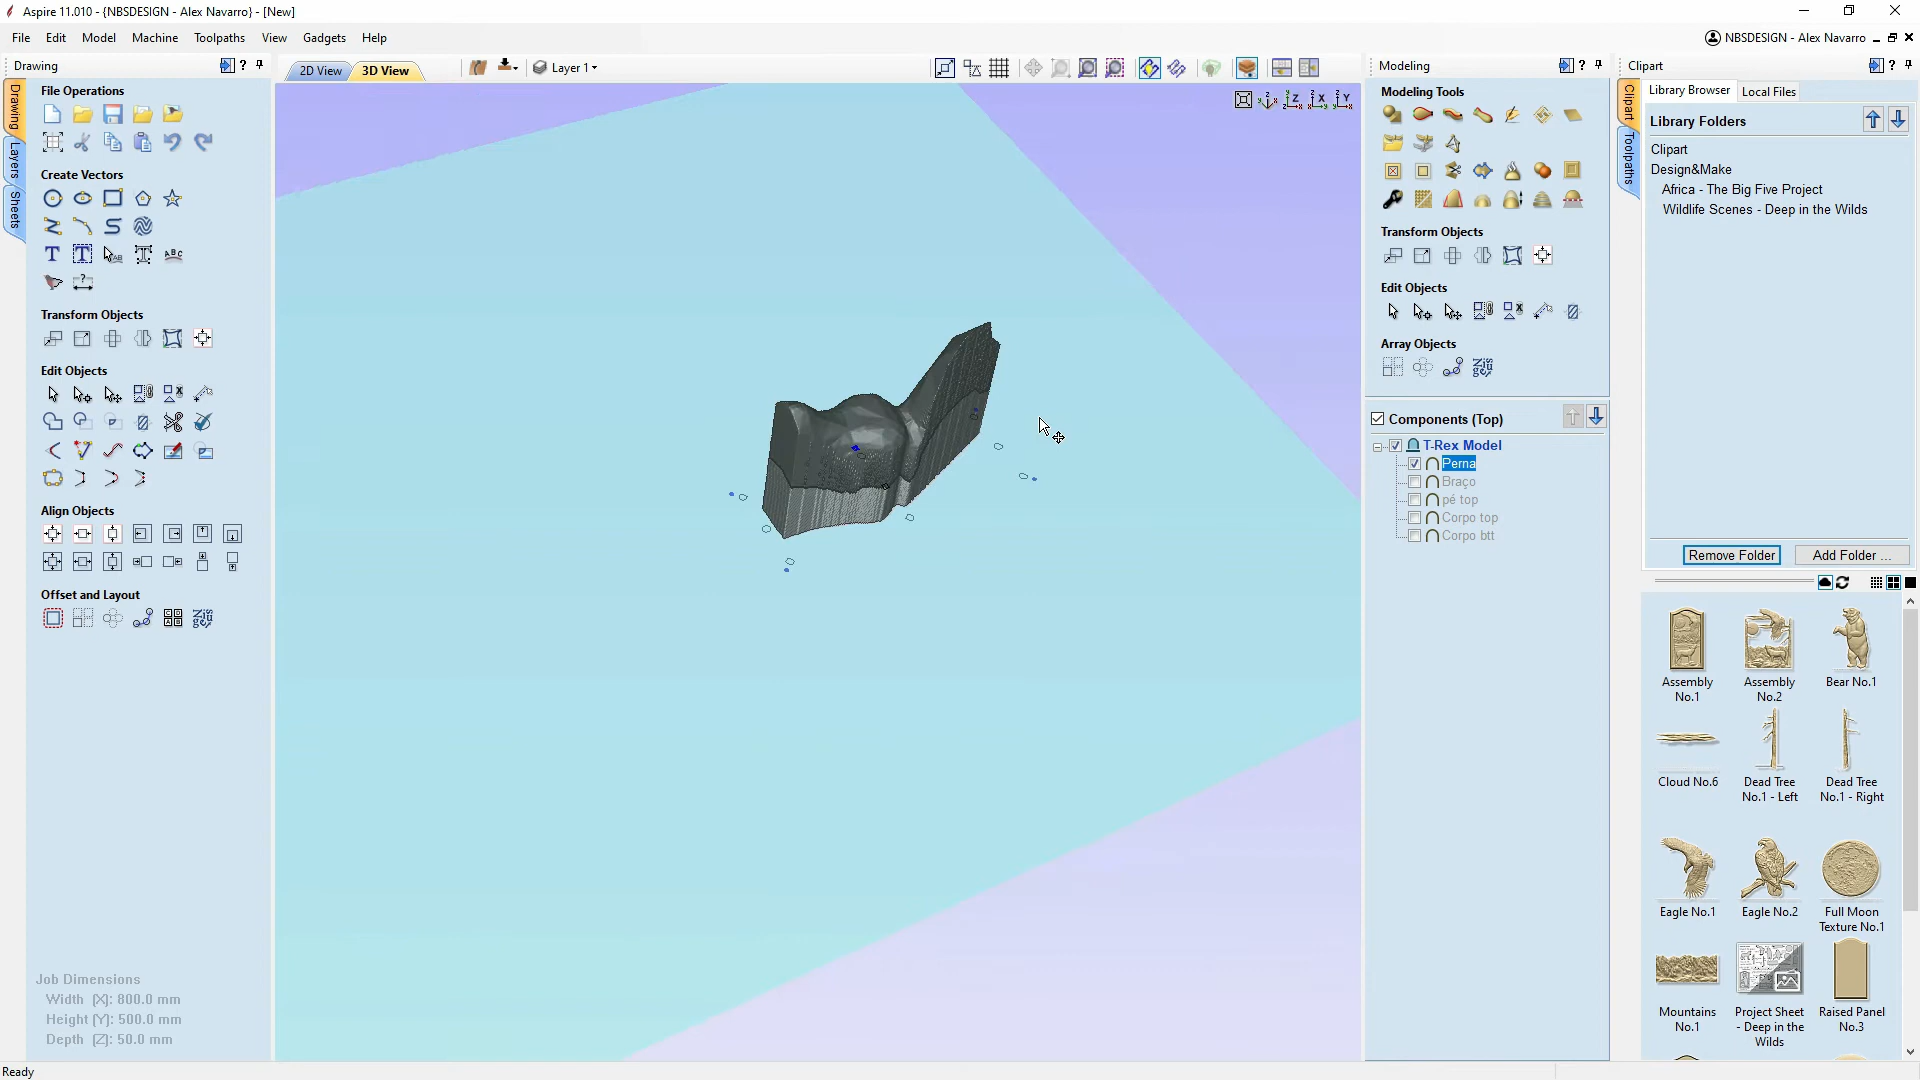 Aspire 11.010 - {NBSDESIGN - Alex Navarro} - [New]
File Edit Model Machine Toolpaths View Gadgets Help
NBSDESIGN - Alex Navarro
Drawing
Drawing
Layers
Sheets
File Operations
Create Vectors
Transform Objects
Edit Objects
Align Objects
Offset and Layout
Job Dimensions
Width (X): 800.0 mm
Height (Y): 500.0 mm
Depth (Z): 50.0 mm
Ready
2D View
3D View
Layer 1
Modeling
Modeling Tools
Transform Objects
Edit Objects
Array Objects
Components (Top)
T-Rex Model
Perna
Braço
pé top
Corpo top
Corpo btt
Clipart
Clipart
Toolpaths
Library Browser
Local Files
Library Folders
Clipart
Design&Make
Africa - The Big Five Project
Wildlife Scenes - Deep in the Wilds
Remove Folder
Add Folder ...
Assembly No.1
Assembly No.2
Bear No.1
Cloud No.6
Dead Tree No.1 - Left
Dead Tree No.1 - Right
Eagle No.1
Eagle No.2
Full Moon Texture No.1
Mountains No.1
Project Sheet - Deep in the Wilds
Raised Panel No.3